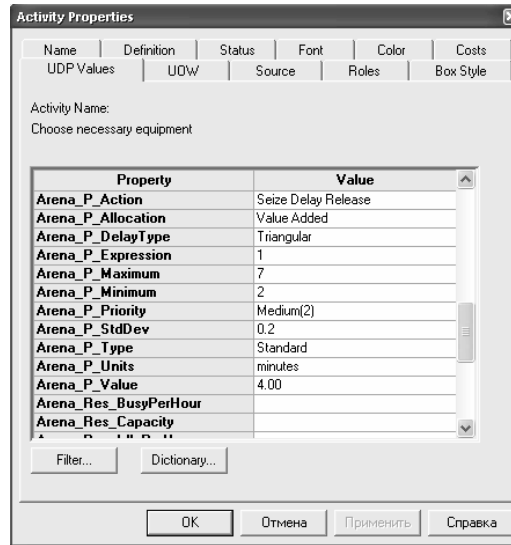 Activity Properties
Name Definition Status Font Color Costs
UDP Values UOW Source Roles Box Style
Activity Name:
Choose necessary equipment
Property Value
Arena_P_Action Seize Delay Release
Arena_P_Allocation Value Added
Arena_P_DelayType Triangular
Arena_P_Expression 1
Arena_P_Maximum 7
Arena_P_Minimum 2
Arena_P_Priority Medium(2)
Arena_P_StdDev 0.2
Arena_P_Type Standard
Arena_P_Units minutes
Arena_P_Value 4.00
Arena_Res_BusyPerHour
Arena_Res_Capacity
Filter... Dictionary...
OK Отмена Применить Справка